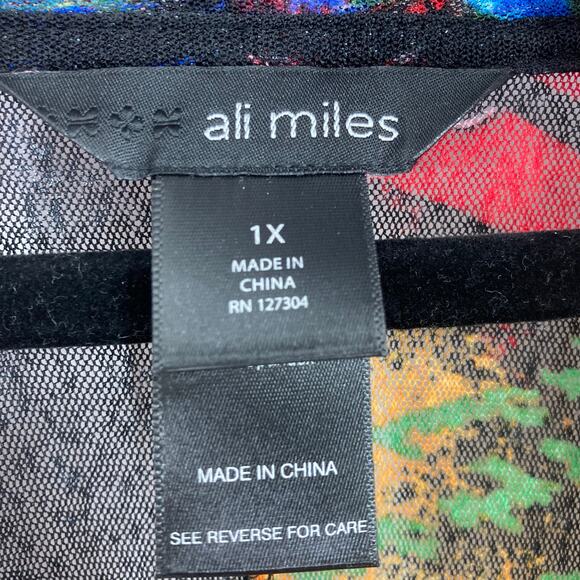 ali miles
1X
MADE IN
CHINA
RN 127304
MADE IN CHINA
SEE REVERSE FOR CARE